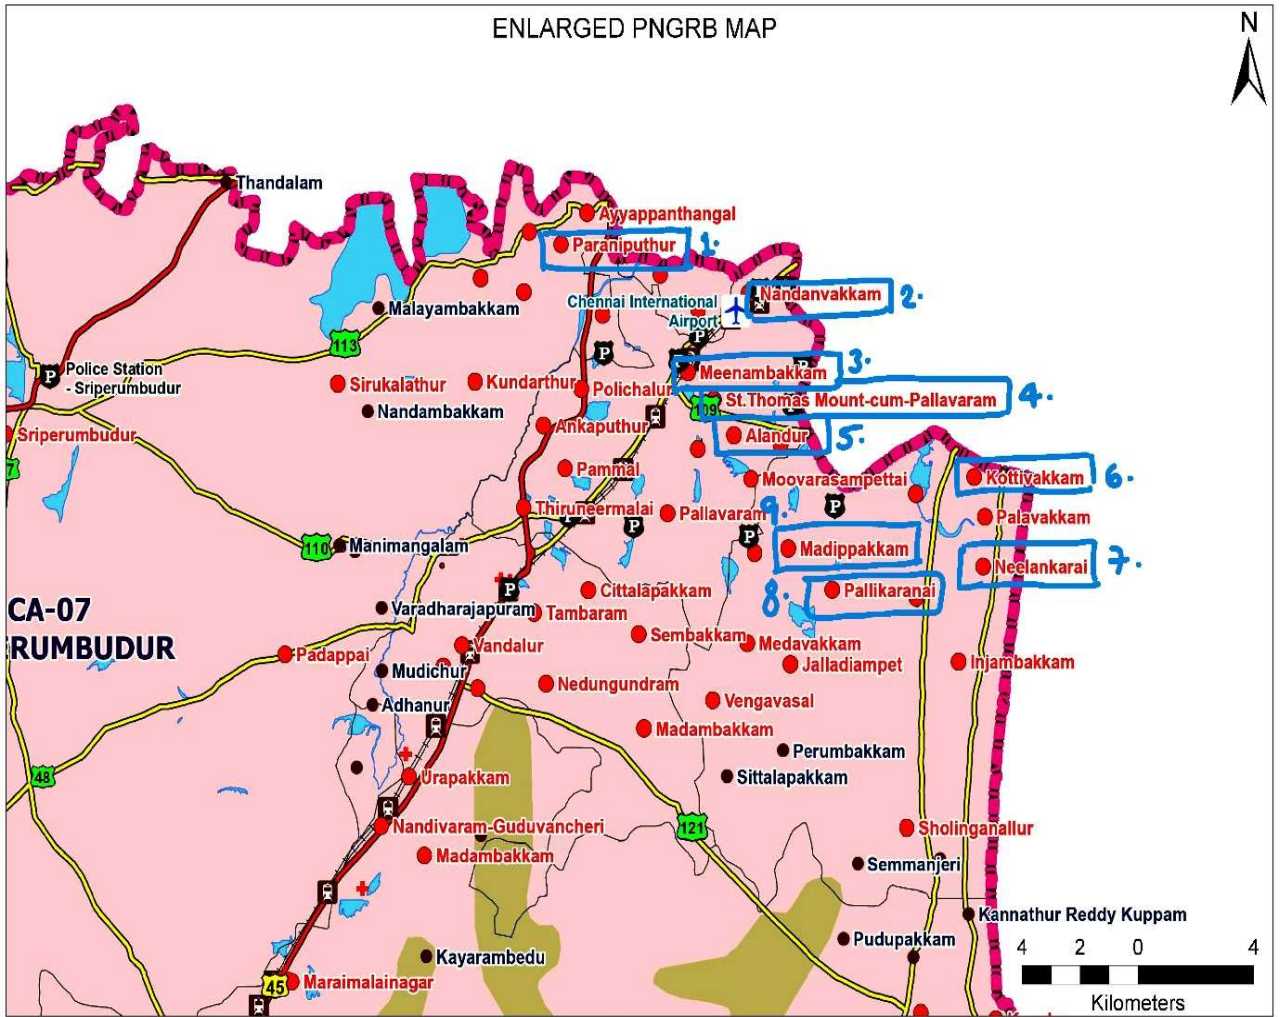 ENLARGED PNGRB MAP
N
Thandalam
Ayyappanthangal
Paraniputhur
1.
Chennai International
Airport
Nandanvakkam
2.
Malayambakkam
113
Police Station
- Sriperumbudur
P
Sirukalathur
Kundarthur
Polichalur
Meenambakkam
3.
Nandambakkam
109
St.Thomas Mount-cum-Pallavaram
4.
Sriperumbudur
Ankaputhur
Alandur
5.
7
Pammal
Moovarasampettai
Kottivakkam
6.
Thiruneermalai
Pallavaram
9.
Palavakkam
110
Manimangalam
Madippakkam
Neelankarai
7.
CA-07
Cittalapakkam
8.
Pallikaranai
Varadharajapuram
Tambaram
RUMBUDUR
Padappai
Vandalur
Sembakkam
Medavakkam
Mudichur
Jalladiampet
Injambakkam
Adhanur
Nedungundram
Vengavasal
Madambakkam
Perumbakkam
48
Urapakkam
Sittalapakkam
Nandivaram-Guduvancheri
121
Sholinganallur
Madambakkam
Semmanjeri
Kannathur Reddy Kuppam
Kayarambedu
Pudupakkam
45
Maraimalainagar
4 2 0 4
Kilometers